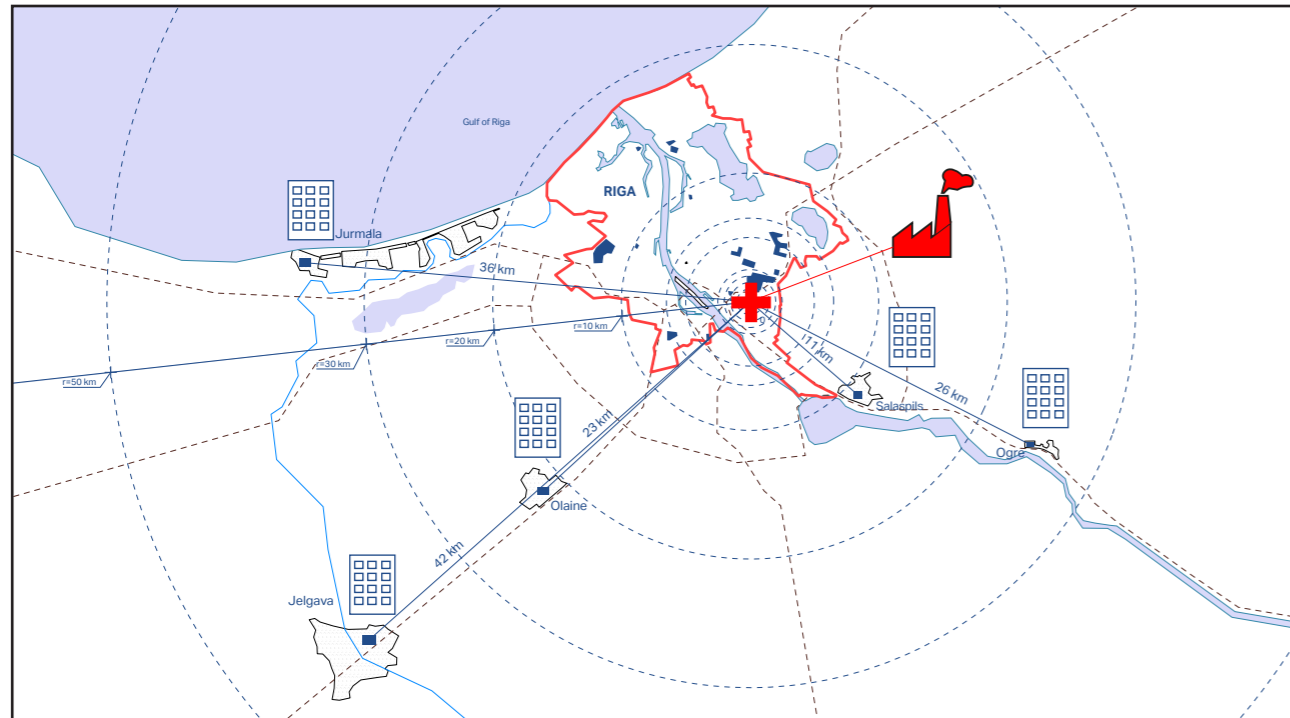 Gulf of Riga
RIGA
Jurmala
36 km
r=10 km
r=20 km
r=30 km
r=50 km
11 km
Salaspils
26 km
Ogre
23 km
Olaine
42 km
Jelgava